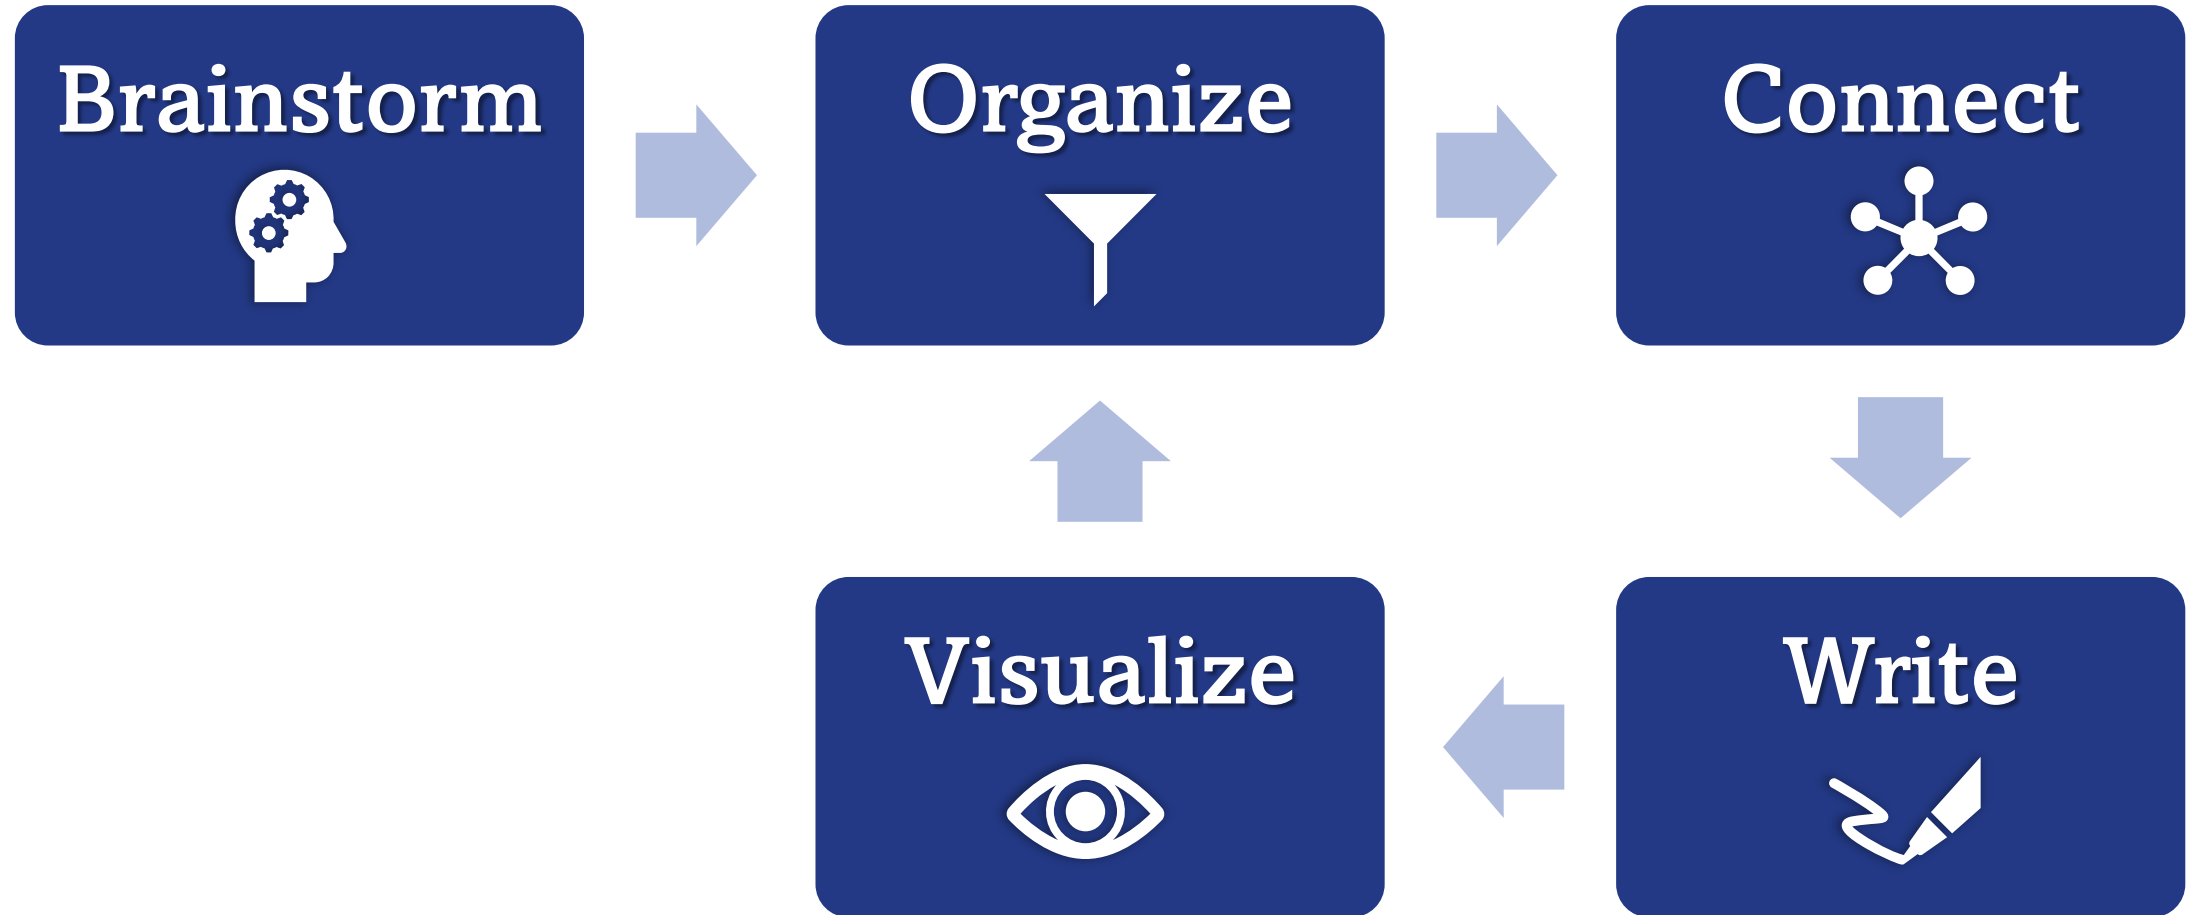 Brainstorm
Organize
Connect
Visualize
Write